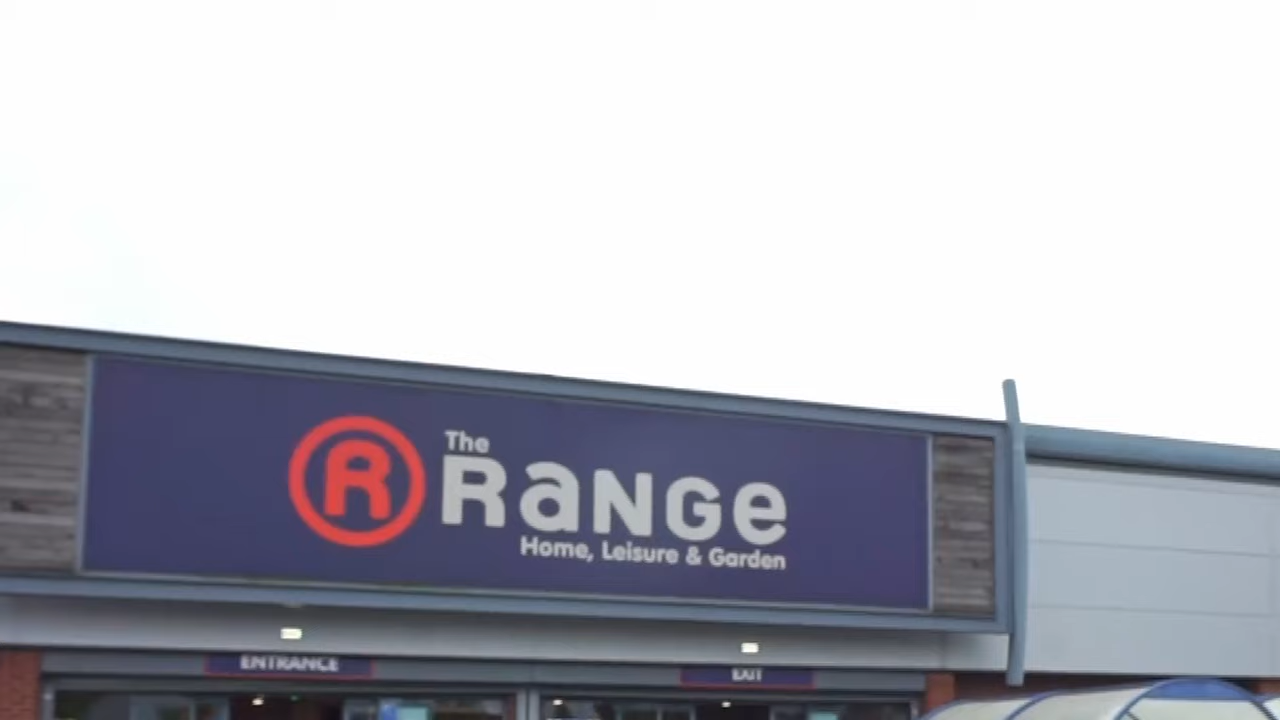 R
The
RaNGe
Home, Leisure & Garden
ENTRANCE
EXIT